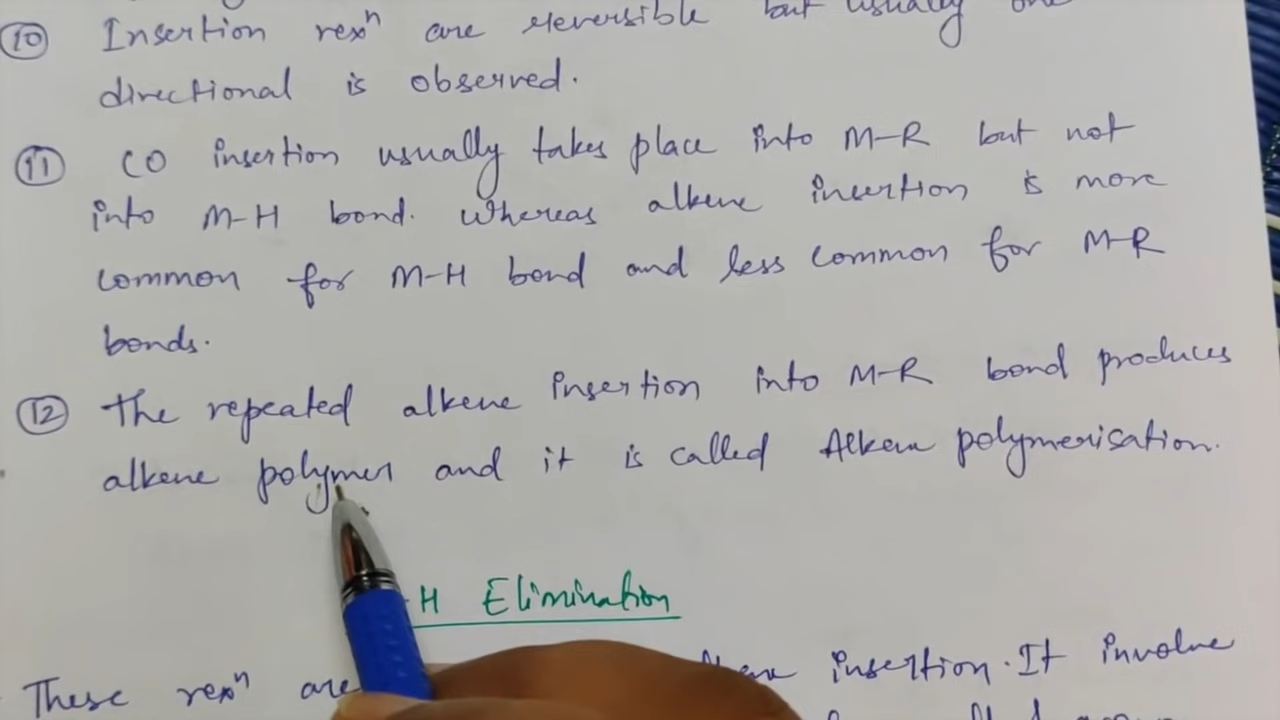 ⑩ Insertion rexⁿ are reversible but usually one
directional is observed.
⑪ CO insertion usually takes place into M-R but not
into M-H bond. Whereas alkene insertion is more
common for M-H bond and less common for M-R
bonds.
⑫ The repeated alkene insertion into M-R bond produces
alkene polymer and it is called Alkene polymerisation.
H Elimination
These rexⁿ are insertion. It involve